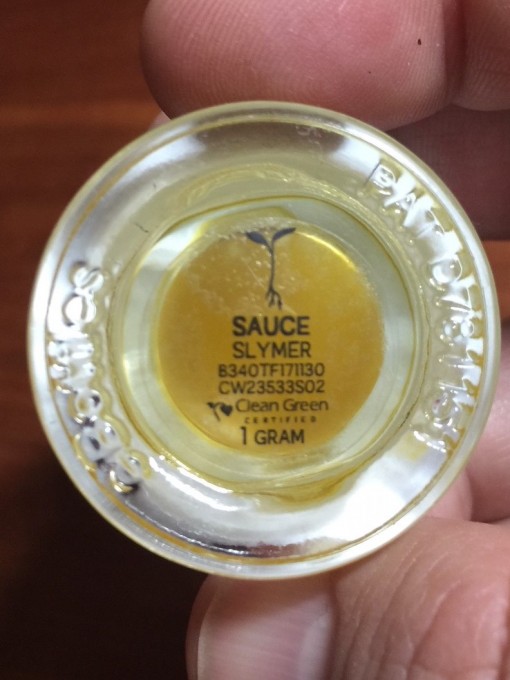 SAUCE
SLYMER
B340TF171130
CW23533S02
Clean Green
CERTIFIED
1 GRAM